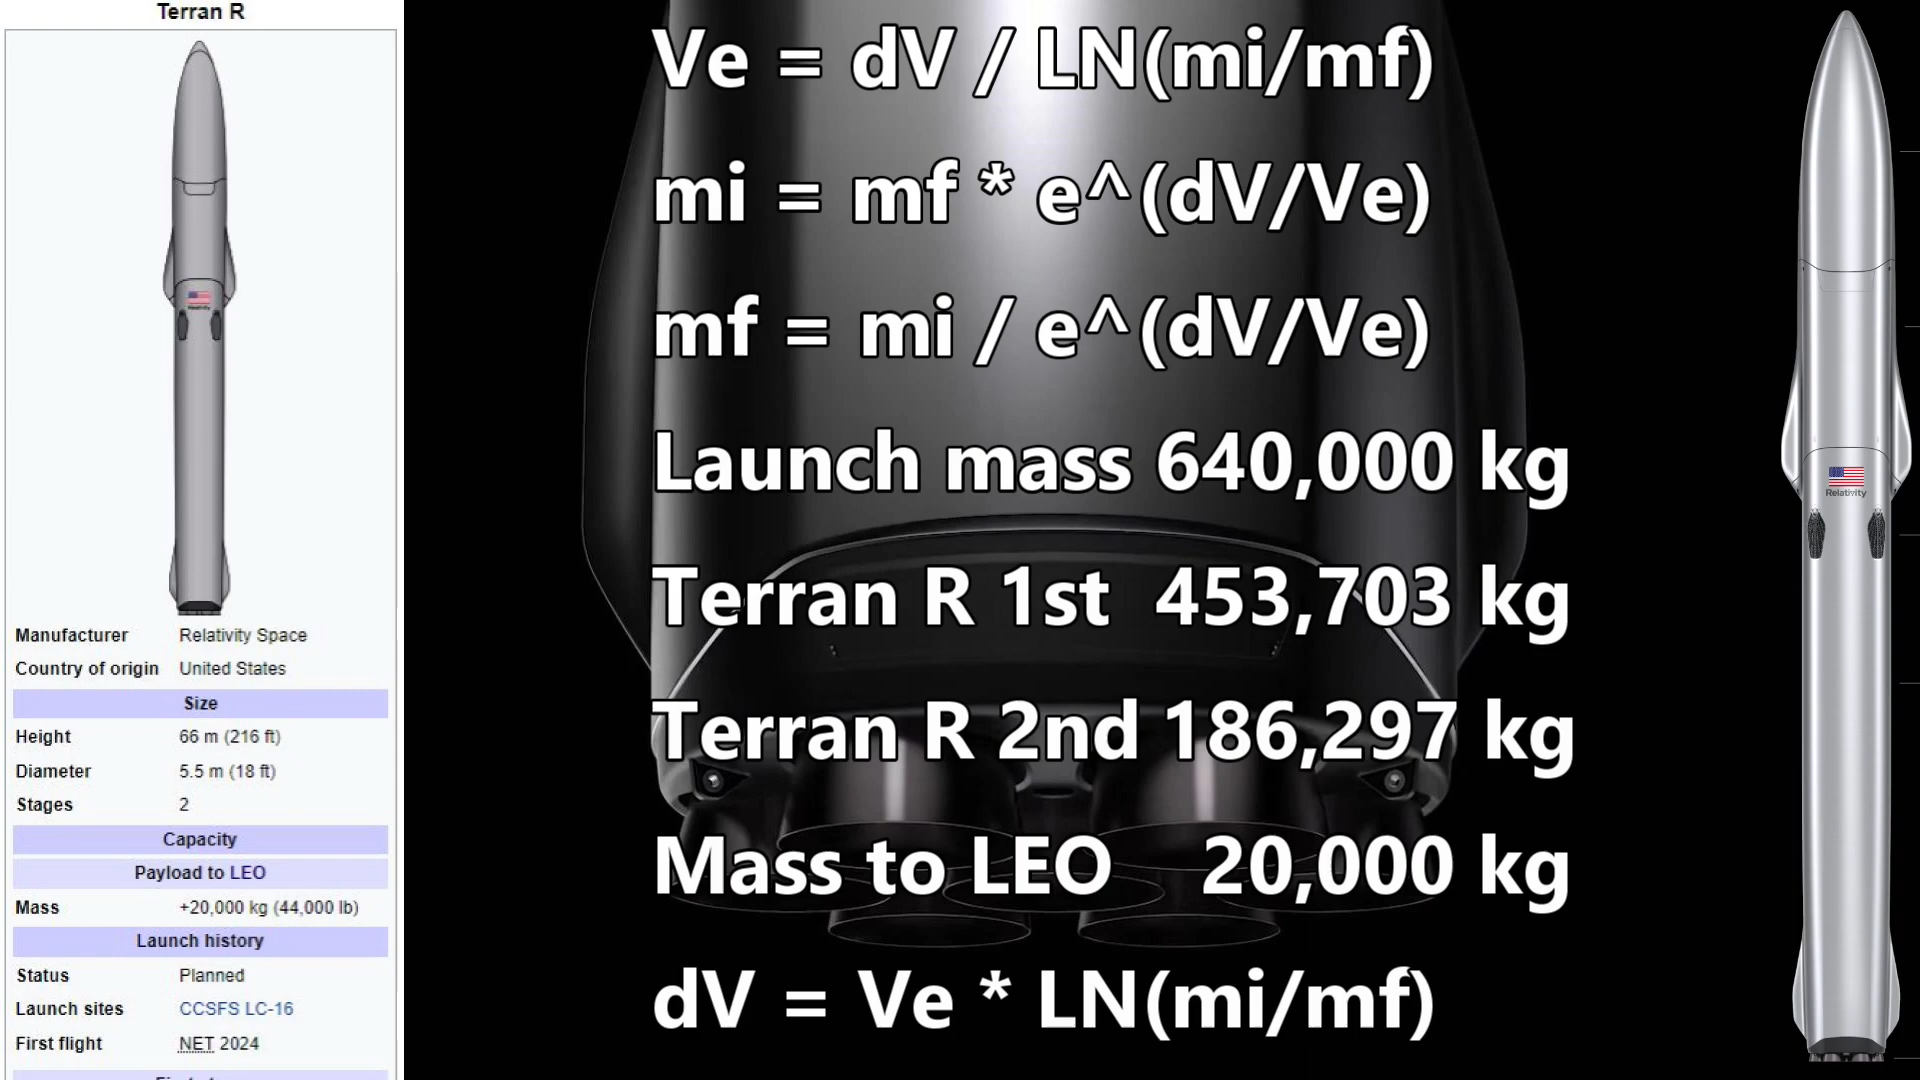 Terran R
Relativity
Manufacturer Relativity Space
Country of origin United States
Size
Height 66 m (216 ft)
Diameter 5.5 m (18 ft)
Stages 2
Capacity
Payload to LEO
Mass +20,000 kg (44,000 lb)
Launch history
Status Planned
Launch sites CCSFS LC-16
First flight NET 2024
Ve = dV / LN(mi/mf)
mi = mf * e^(dV/Ve)
mf = mi / e^(dV/Ve)
Launch mass 640,000 kg
Terran R 1st 453,703 kg
Terran R 2nd 186,297 kg
Mass to LEO 20,000 kg
dV = Ve * LN(mi/mf)
Relativity